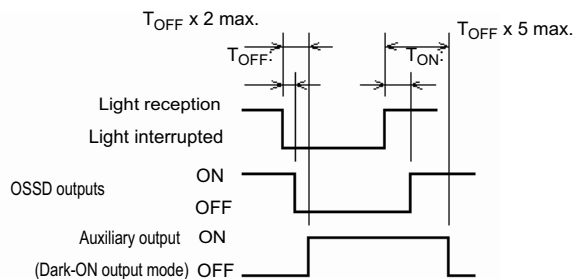 T_OFF x 2 max.
T_OFF x 5 max.
T_OFF: T_ON:
Light reception
Light interrupted
OSSD outputs ON
OFF
Auxiliary output ON
(Dark-ON output mode) OFF